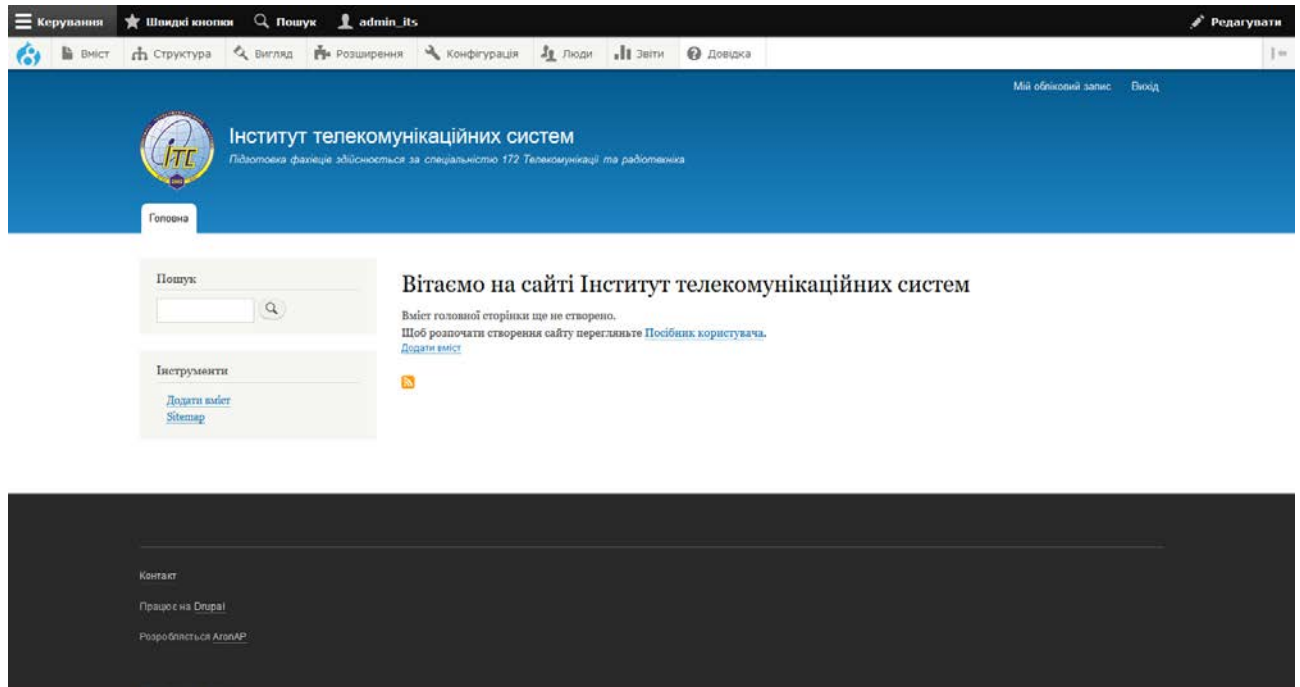 Керування Швидкі кнопки Пошук admin_its Редагувати
Вміст Структура Вигляд Розширення Конфігурація Люди Звіти Довідка
Мій обліковий запис Вихід
ІТС
Інститут телекомунікаційних систем
Підготовка фахівців здійснюється за спеціальністю 172 Телекомунікації та радіотехніка
Головна
Пошук
Вітаємо на сайті Інститут телекомунікаційних систем
Вміст головної сторінки ще не створено.
Щоб розпочати створення сайту перегляньте Посібник користувача.
Додати вміст
Інструменти
Додати вміст
Sitemap
Контакт
Працює на Drupal
Розробляється AronAP